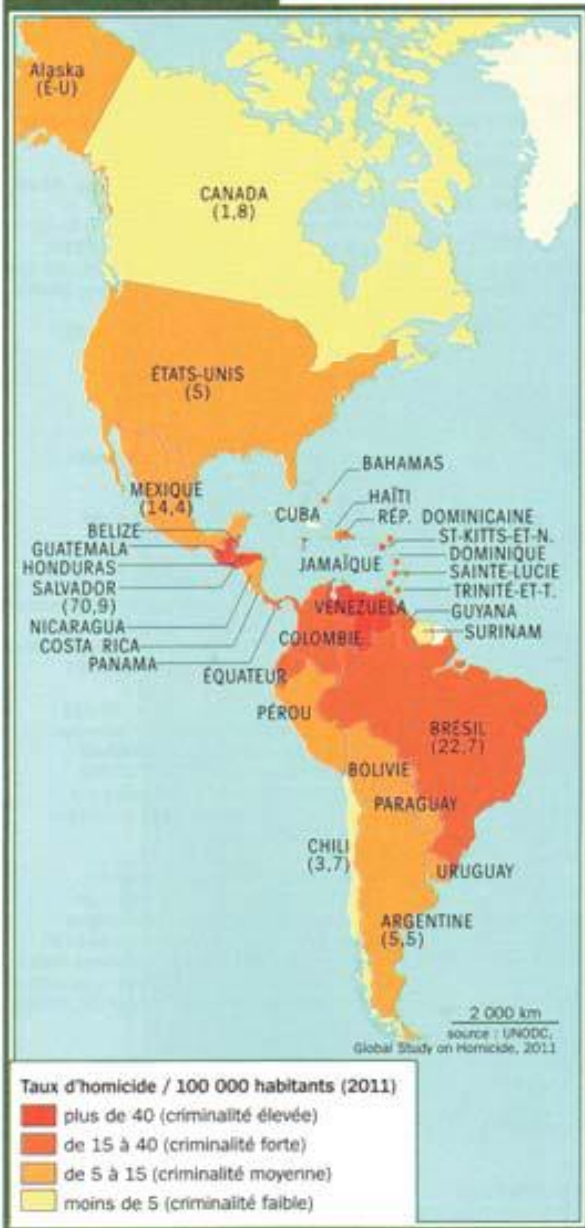 Alaska
(E-U)
CANADA
(1,8)
ÉTATS-UNIS
(5)
BAHAMAS
MEXIQUE
(14,4)
CUBA
HAÏTI
RÉP. DOMINICAINE
BELIZE
ST-KITTS-ET-N.
GUATEMALA
DOMINIQUE
HONDURAS
JAMAÏQUE
SAINTE-LUCIE
SALVADOR
(70,9)
TRINITÉ-ET-T.
NICARAGUA
VENEZUELA
GUYANA
COSTA RICA
COLOMBIE
SURINAM
PANAMA
ÉQUATEUR
PÉROU
BRÉSIL
(22,7)
BOLIVIE
PARAGUAY
CHILI
(3,7)
URUGUAY
ARGENTINE
(5,5)
2 000 km
source : UNODC,
Global Study on Homicide, 2011
Taux d'homicide / 100 000 habitants (2011)
plus de 40 (criminalité élevée)
de 15 à 40 (criminalité forte)
de 5 à 15 (criminalité moyenne)
moins de 5 (criminalité faible)